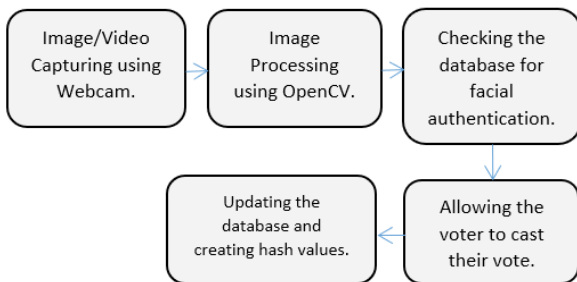 Image/Video
Capturing using
Webcam.
Image
Processing
using OpenCV.
Checking the
database for
facial
authentication.
Allowing the
voter to cast
their vote.
Updating the
database and
creating hash values.